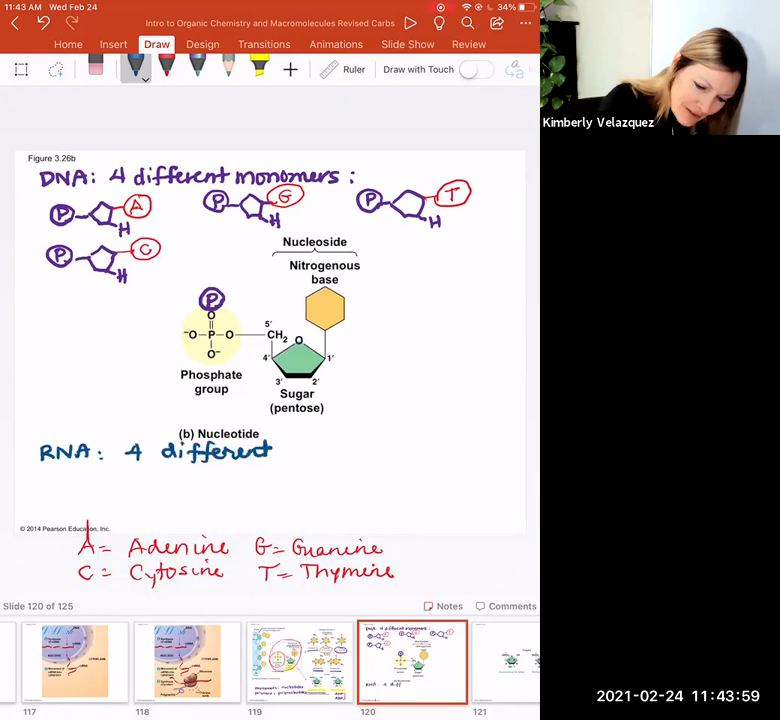 11:43 AM Wed Feb 24
34%
Intro to Organic Chemistry and Macromolecules Revised Carbs
Home Insert Draw Design Transitions Animations Slide Show Review
Ruler Draw with Touch
Kimberly Velazquez
Figure 3.26b
DNA: 4 different monomers:
P A H
P G H
P T H
P C H
Nucleoside
Nitrogenous
base
P
O
⁻O–P–O
O⁻
5' CH₂ O
4' 1'
3' 2'
Phosphate
group
Sugar
(pentose)
(b) Nucleotide
RNA: 4 different
© 2014 Pearson Education, Inc.
A= Adenine G= Guanine
C= Cytosine T= Thymine
Slide 120 of 125
Notes Comments
117 118 119 120 121
2021-02-24 11:43:59